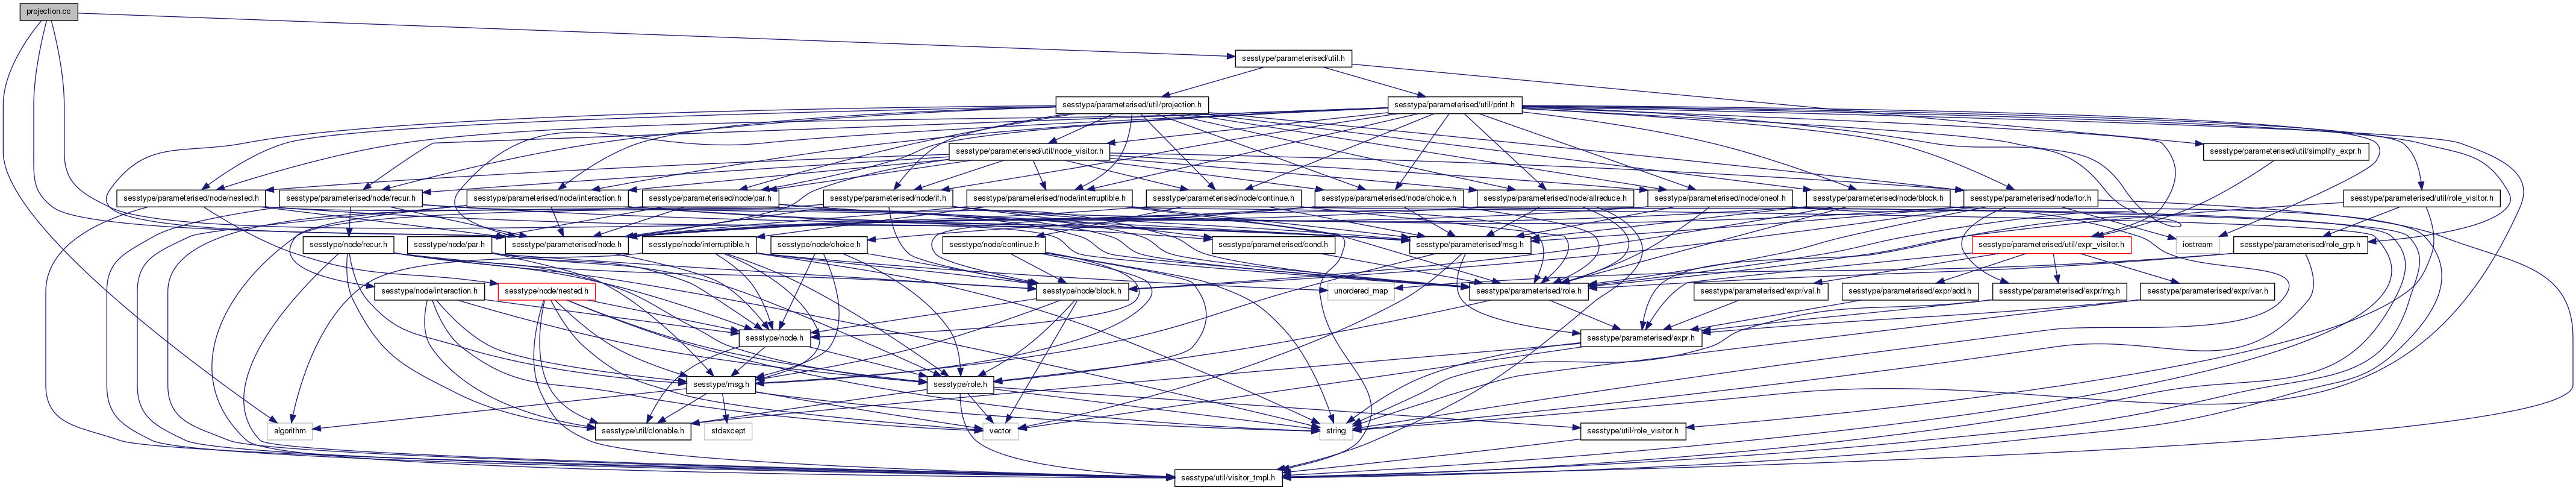 projection.cc
sesstype/parameterised/util.h
sesstype/parameterised/util/projection.h
sesstype/parameterised/util/print.h
sesstype/parameterised/util/node_visitor.h
sesstype/parameterised/util/simplify_expr.h
sesstype/parameterised/node/nested.h
sesstype/parameterised/node/recur.h
sesstype/parameterised/node/interaction.h
sesstype/parameterised/node/par.h
sesstype/parameterised/node/if.h
sesstype/parameterised/node/interruptible.h
sesstype/parameterised/node/continue.h
sesstype/parameterised/node/choice.h
sesstype/parameterised/node/allreduce.h
sesstype/parameterised/node/oneof.h
sesstype/parameterised/node/block.h
sesstype/parameterised/node/for.h
sesstype/parameterised/util/role_visitor.h
sesstype/node/recur.h
sesstype/node/par.h
sesstype/parameterised/node.h
sesstype/node/interruptible.h
sesstype/node/choice.h
sesstype/node/continue.h
sesstype/parameterised/cond.h
sesstype/parameterised/msg.h
sesstype/parameterised/util/expr_visitor.h
iostream
sesstype/parameterised/role_grp.h
sesstype/node/interaction.h
sesstype/node/nested.h
sesstype/node/block.h
unordered_map
sesstype/parameterised/role.h
sesstype/parameterised/expr/val.h
sesstype/parameterised/expr/add.h
sesstype/parameterised/expr/rng.h
sesstype/parameterised/expr/var.h
sesstype/node.h
sesstype/parameterised/expr.h
sesstype/msg.h
sesstype/role.h
algorithm
sesstype/util/clonable.h
stdexcept
vector
string
sesstype/util/role_visitor.h
sesstype/util/visitor_tmpl.h